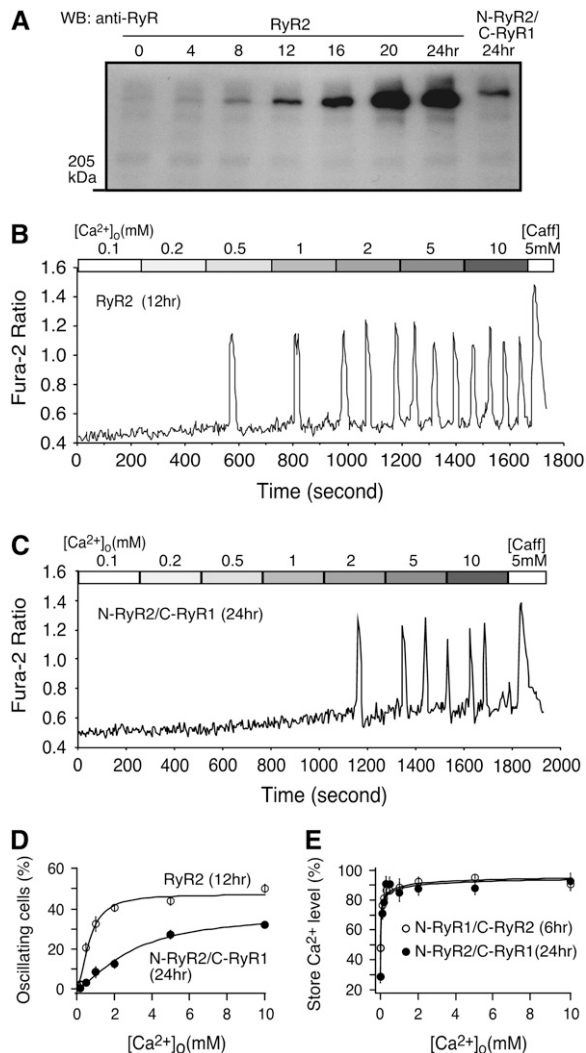 A WB: anti-RyR
RyR2
N-RyR2/
C-RyR1
0 4 8 12 16 20 24hr 24hr
205
kDa
B [Ca²⁺]o(mM) [Caff]
0.1 0.2 0.5 1 2 5 10 5mM
1.6
1.4
1.2
1.0
0.8
0.6
0.4
Fura-2 Ratio
RyR2 (12hr)
0 200 400 600 800 1000 1200 1400 1600 1800
Time (second)
C [Ca²⁺]o(mM) [Caff]
0.1 0.2 0.5 1 2 5 10 5mM
1.6
1.4
1.2
1.0
0.8
0.6
0.4
Fura-2 Ratio
N-RyR2/C-RyR1 (24hr)
0 200 400 600 800 1000 1200 1400 1600 1800 2000
Time (second)
D
Oscillating cells (%)
60
50
40
30
20
10
0
RyR2 (12hr)
N-RyR2/C-RyR1
(24hr)
0 2 4 6 8 10
[Ca²⁺]o(mM)
E
Store Ca²⁺ level (%)
100
80
60
40
20
N-RyR1/C-RyR2 (6hr)
N-RyR2/C-RyR1(24hr)
0 2 4 6 8 10
[Ca²⁺]o(mM)